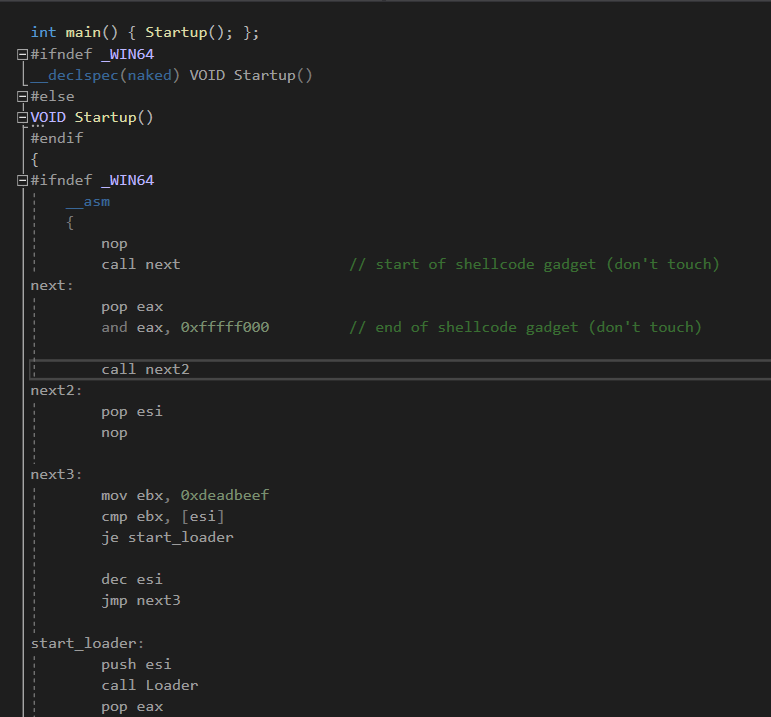 int main() { Startup(); };
#ifndef _WIN64
__declspec(naked) VOID Startup()
#else
VOID Startup()
#endif
{
#ifndef _WIN64
__asm
{
nop
call next // start of shellcode gadget (don't touch)
next:
pop eax
and eax, 0xfffff000 // end of shellcode gadget (don't touch)
call next2
next2:
pop esi
nop
next3:
mov ebx, 0xdeadbeef
cmp ebx, [esi]
je start_loader
dec esi
jmp next3
start_loader:
push esi
call Loader
pop eax